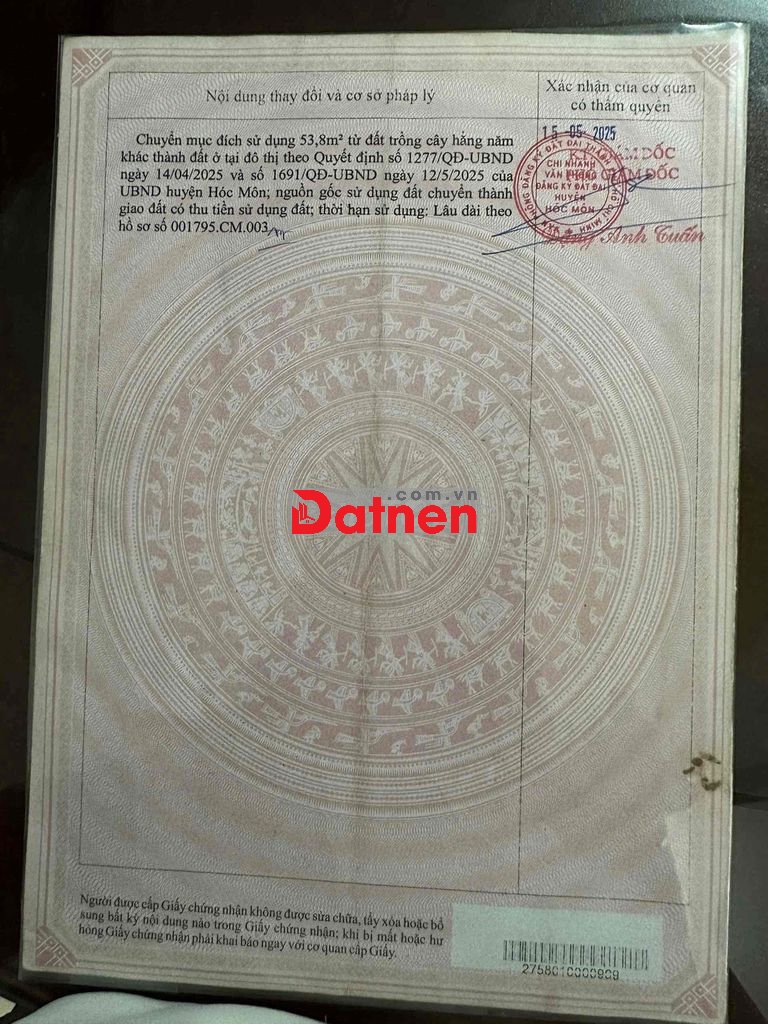 Nội dung thay đổi và cơ sở pháp lý
Xác nhận của cơ quan
có thẩm quyền
Chuyển mục đích sử dụng 53,8m² từ đất trồng cây hằng năm
khác thành đất ở tại đô thị theo Quyết định số 1277/QĐ-UBND
ngày 14/04/2025 và số 1691/QĐ-UBND ngày 12/5/2025 của
UBND huyện Hóc Môn; nguồn gốc sử dụng đất chuyển thành
giao đất có thu tiền sử dụng đất; thời hạn sử dụng: Lâu dài theo
hồ sơ số 001795.CM.003
15 -05- 2025
ĐỐC
GIÁM ĐỐC
CHI NHÁNH
VĂN PHÒNG
ĐĂNG KÝ ĐẤT ĐAI
HUYỆN
HÓC MÔN
Anh Tuấn
.com.vn
Datnen
Người được cấp Giấy chứng nhận không được sửa chữa, tẩy xóa hoặc bổ
sung bất kỳ nội dung nào trong Giấy chứng nhận; khi bị mất hoặc hư
hỏng Giấy chứng nhận phải khai báo ngay với cơ quan cấp Giấy.
2758010000909